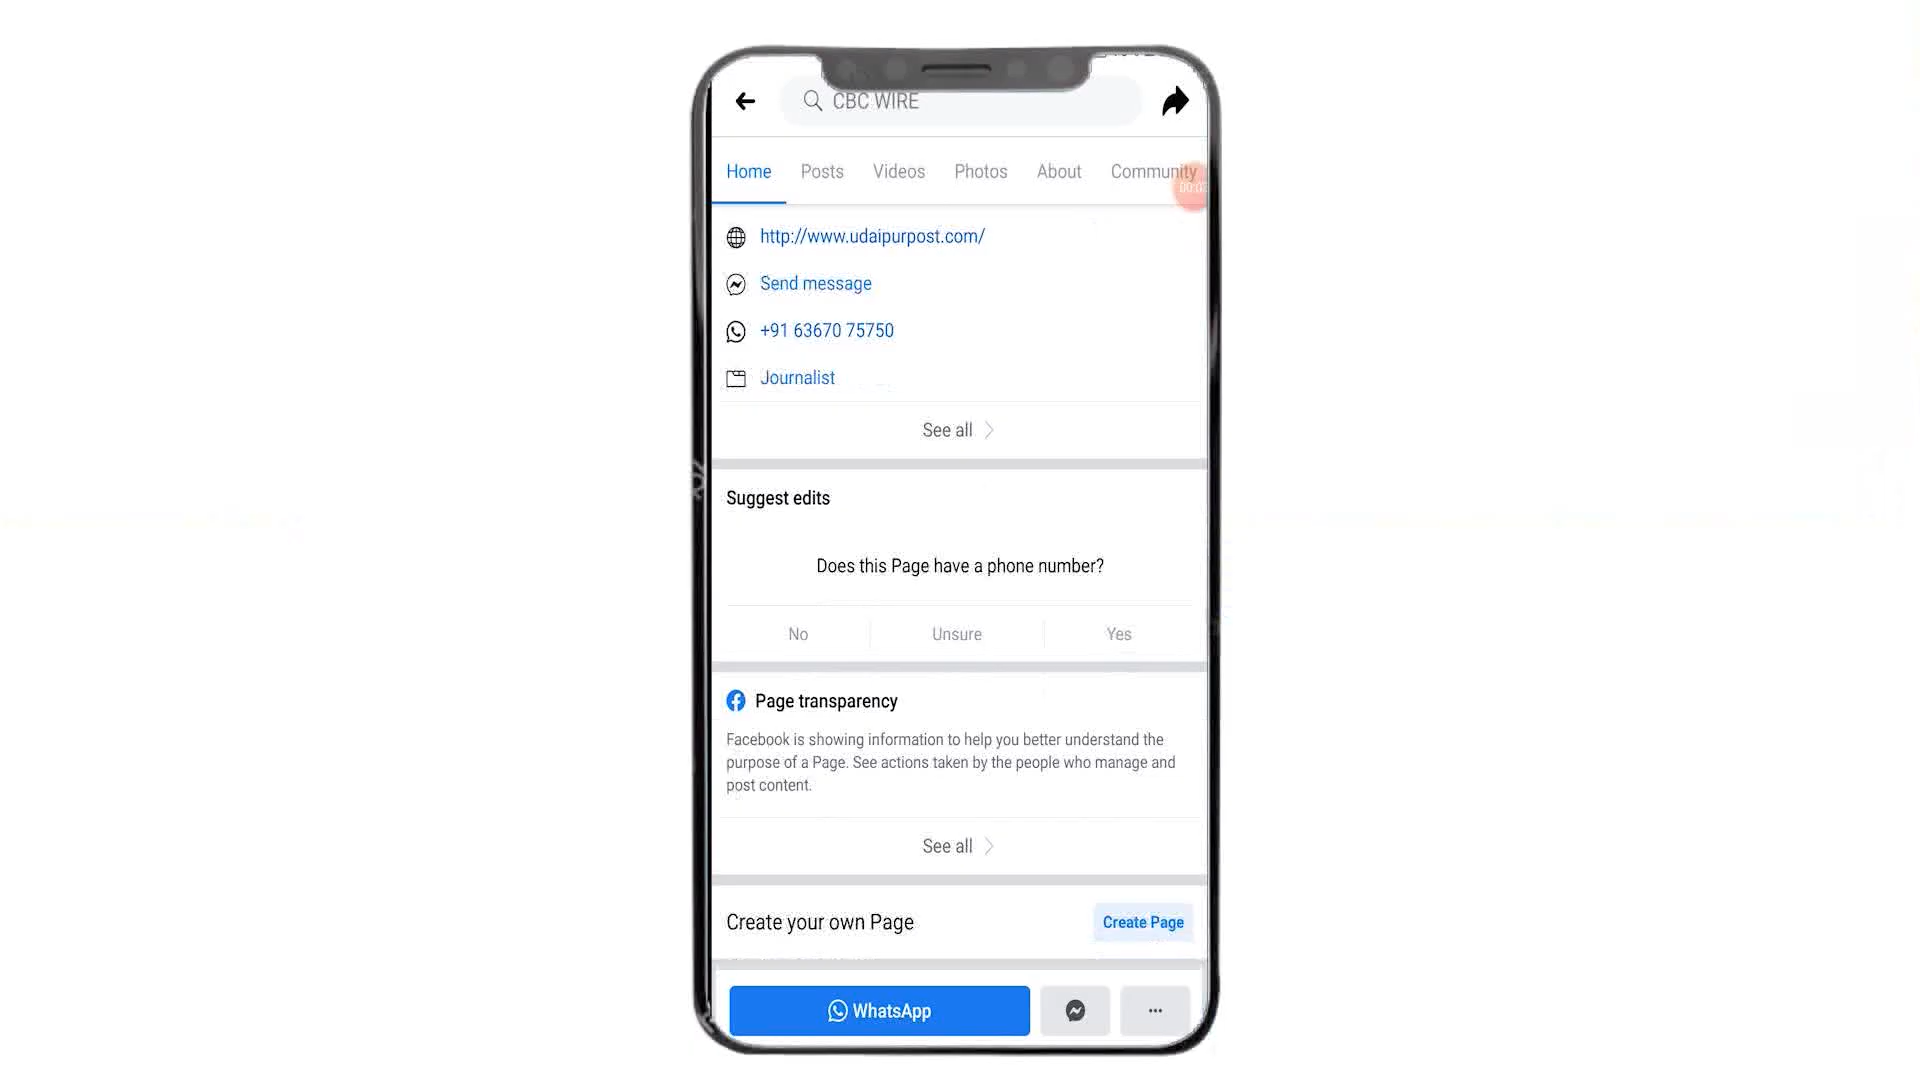 CBC WIRE
Home Posts Videos Photos About Community
http://www.udaipurpost.com/
Send message
+91 63670 75750
Journalist
See all
Suggest edits
Does this Page have a phone number?
No Unsure Yes
Page transparency
Facebook is showing information to help you better understand the
purpose of a Page. See actions taken by the people who manage and
post content.
See all
Create your own Page Create Page
WhatsApp